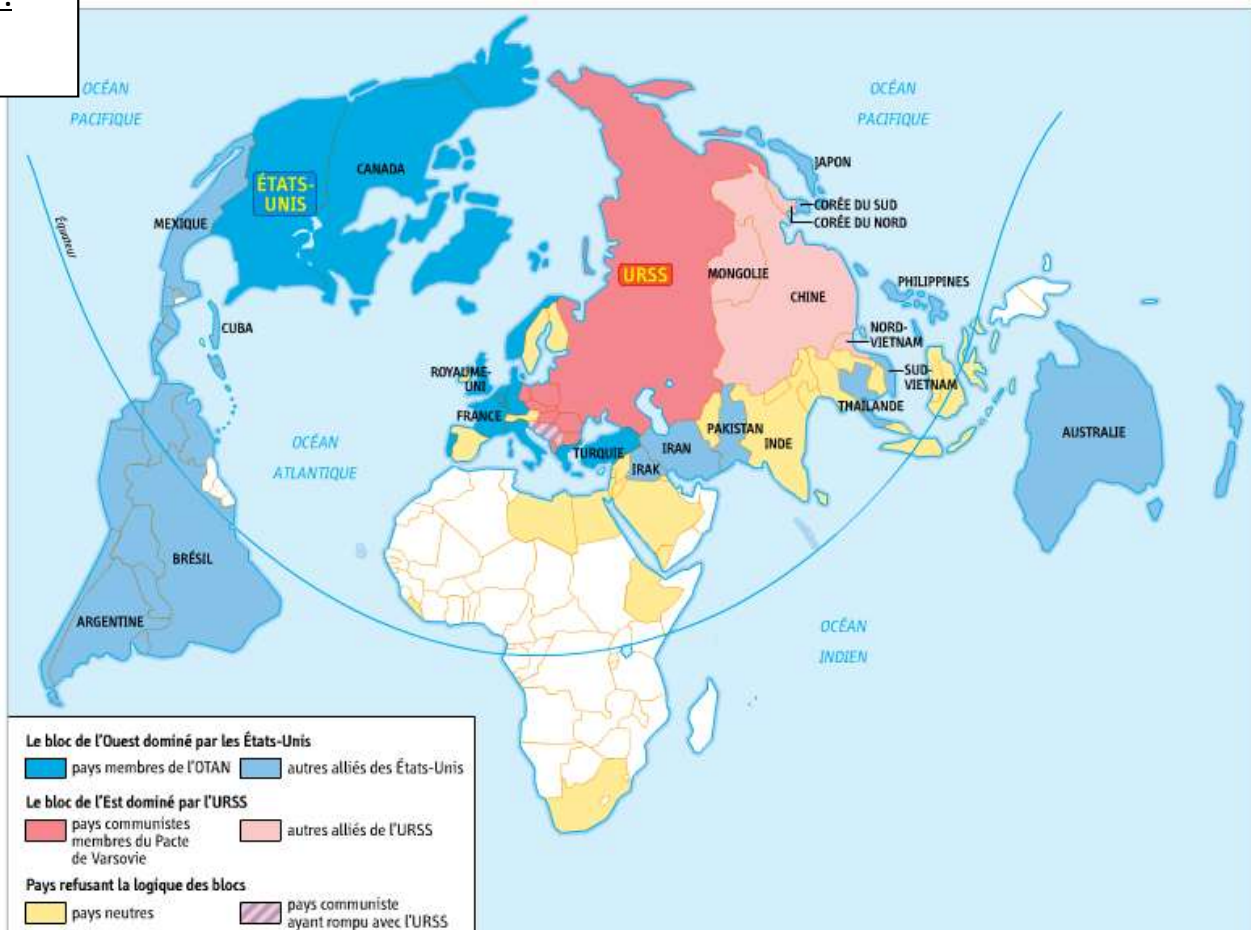 OCÉAN
PACIFIQUE
OCÉAN
PACIFIQUE
CANADA
ÉTATS-
UNIS
JAPON
CORÉE DU SUD
CORÉE DU NORD
MEXIQUE
Équateur
URSS
MONGOLIE
CHINE
PHILIPPINES
CUBA
NORD-
VIETNAM
ROYAUME-
UNI
SUD-
VIETNAM
FRANCE
THAÏLANDE
PAKISTAN
INDE
AUSTRALIE
OCÉAN
ATLANTIQUE
TURQUIE
IRAN
IRAK
BRÉSIL
ARGENTINE
OCÉAN
INDIEN
Le bloc de l'Ouest dominé par les États-Unis
pays membres de l'OTAN
autres alliés des États-Unis
Le bloc de l'Est dominé par l'URSS
pays communistes
membres du Pacte
de Varsovie
autres alliés de l'URSS
Pays refusant la logique des blocs
pays neutres
pays communiste
ayant rompu avec l'URSS